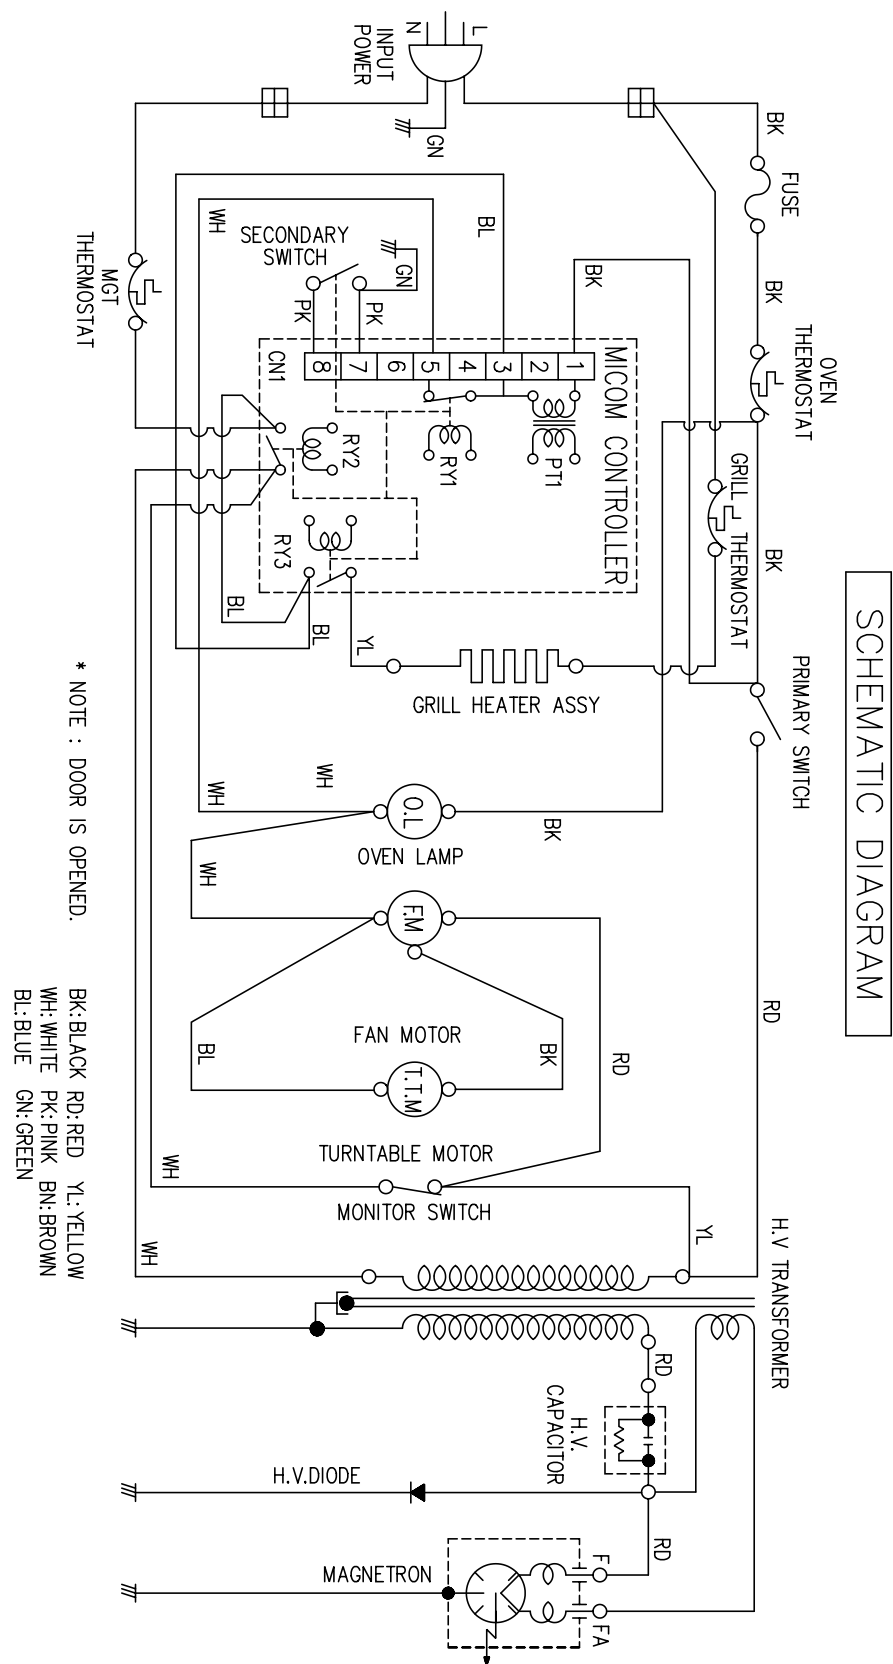 SCHEMATIC DIAGRAM
L
N
INPUT
POWER
GN
BK
FUSE
BK
OVEN
THERMOSTAT
BK
PRIMARY SWITCH
RD
H.V TRANSFORMER
GRILL
THERMOSTAT
MGT
THERMOSTAT
WH
SECONDARY
SWITCH
GN
PK
PK
BL
BK
MICOM CONTROLLER
CN1
8
7
6
5
4
3
2
1
RY2
RY1
PT1
RY3
BL
BL
YL
GRILL HEATER ASSY
WH
WH
O.L
BK
OVEN LAMP
WH
F.M
FAN MOTOR
BL
BK
RD
T.T.M
TURNTABLE MOTOR
WH
MONITOR SWITCH
YL
WH
RD
H.V.
CAPACITOR
H.V.DIODE
RD
MAGNETRON
F
FA
* NOTE : DOOR IS OPENED.
BK:BLACK RD:RED YL:YELLOW
WH:WHITE PK:PINK BN:BROWN
BL:BLUE GN:GREEN